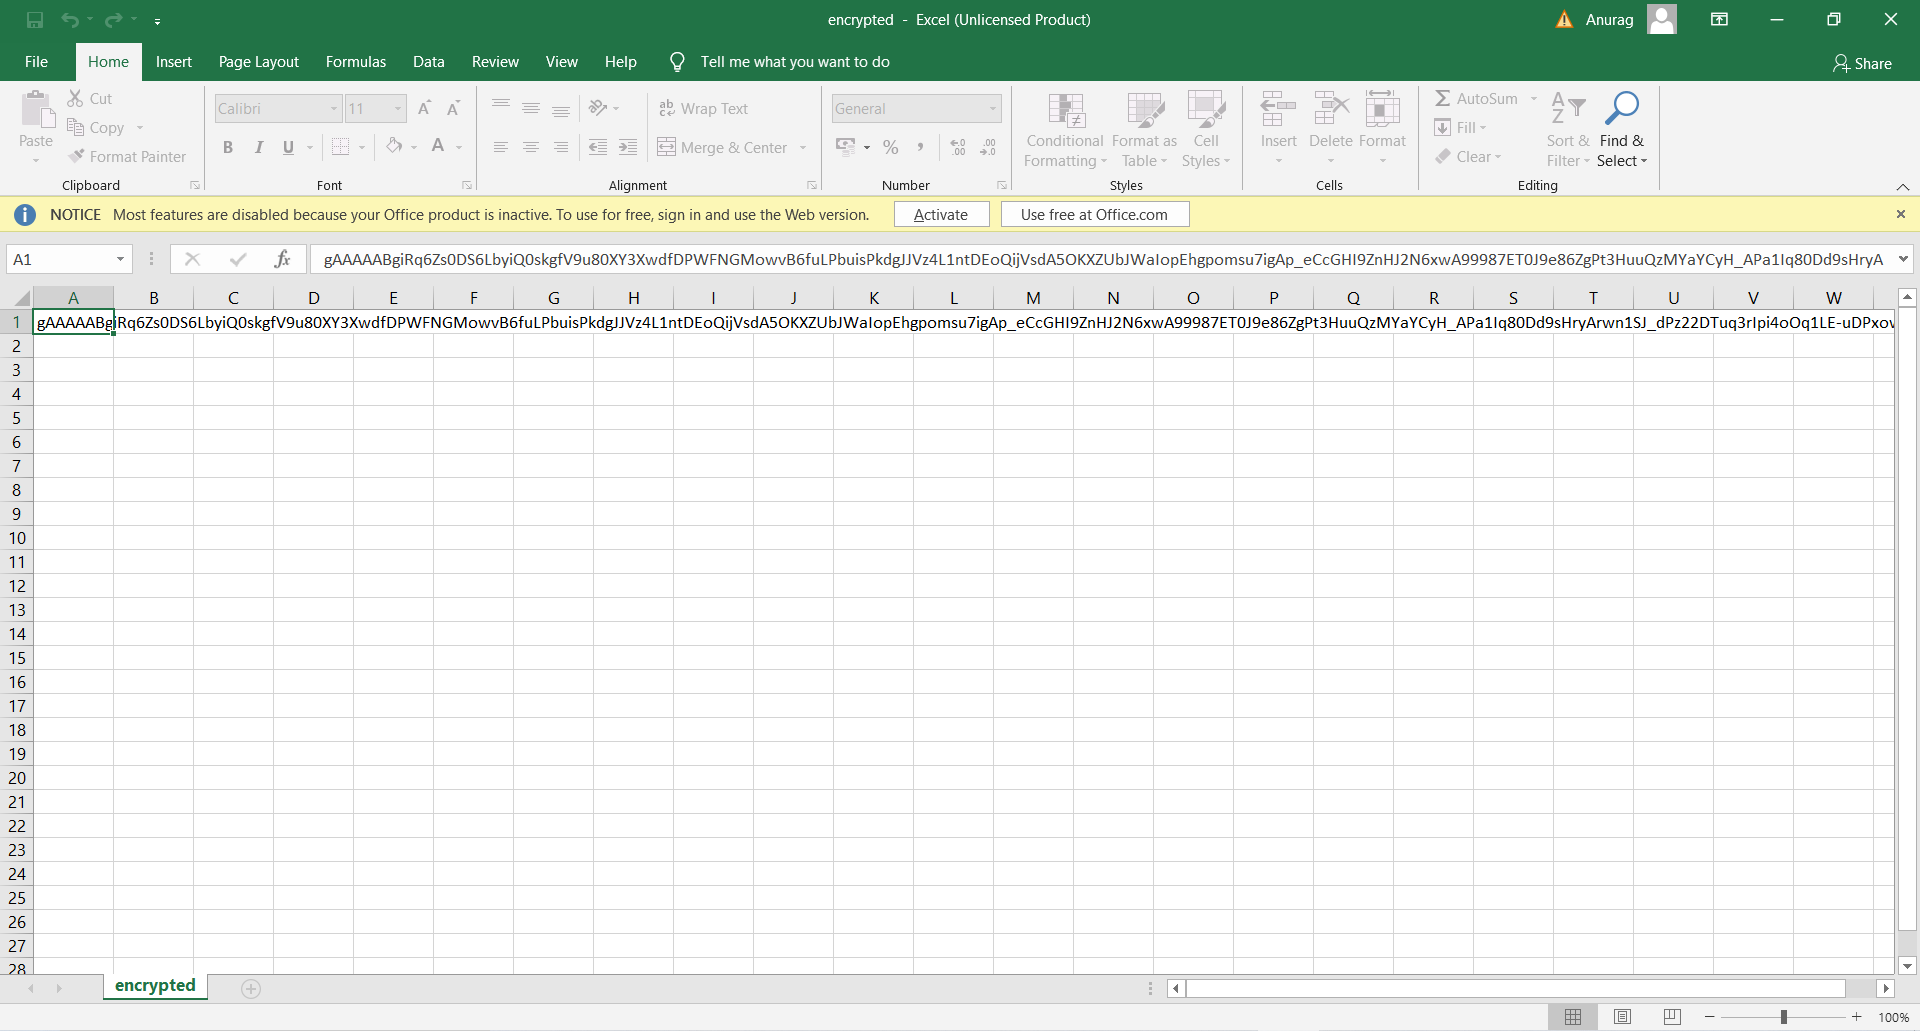 encrypted - Excel (Unlicensed Product)
Anurag
File Home Insert Page Layout Formulas Data Review View Help Tell me what you want to do
Share
Paste
Cut
Copy
Format Painter
Clipboard
Calibri 11
B I U
Font
Wrap Text
Merge & Center
Alignment
General
Number
Conditional Formatting
Format as Table
Cell Styles
Styles
Insert Delete Format
Cells
AutoSum
Fill
Clear
Sort & Filter
Find & Select
Editing
NOTICE Most features are disabled because your Office product is inactive. To use for free, sign in and use the Web version.
Activate
Use free at Office.com
A1
fx
gAAAAABgiRq6Zs0DS6LbyiQ0skgfV9u80XY3XwdfDPWFNGMowvB6fuLPbuisPkdgJJVz4L1ntDEoQijVsdA5OKXZUbJWaIopEhgpomsu7igAp_eCcGHI9ZnHJ2N6xwA99987ET0J9e86ZgPt3HuuQzMYaYCyH_APa1Iq80Dd9sHryA
A B C D E F G H I J K L M N O P Q R S T U V W
1 gAAAAABgiRq6Zs0DS6LbyiQ0skgfV9u80XY3XwdfDPWFNGMowvB6fuLPbuisPkdgJJVz4L1ntDEoQijVsdA5OKXZUbJWaIopEhgpomsu7igAp_eCcGHI9ZnHJ2N6xwA99987ET0J9e86ZgPt3HuuQzMYaYCyH_APa1Iq80Dd9sHryArwn1SJ_dPz22DTuq3rIpi4oOq1LE-uDPxov
2
3
4
5
6
7
8
9
10
11
12
13
14
15
16
17
18
19
20
21
22
23
24
25
26
27
28
encrypted
100%